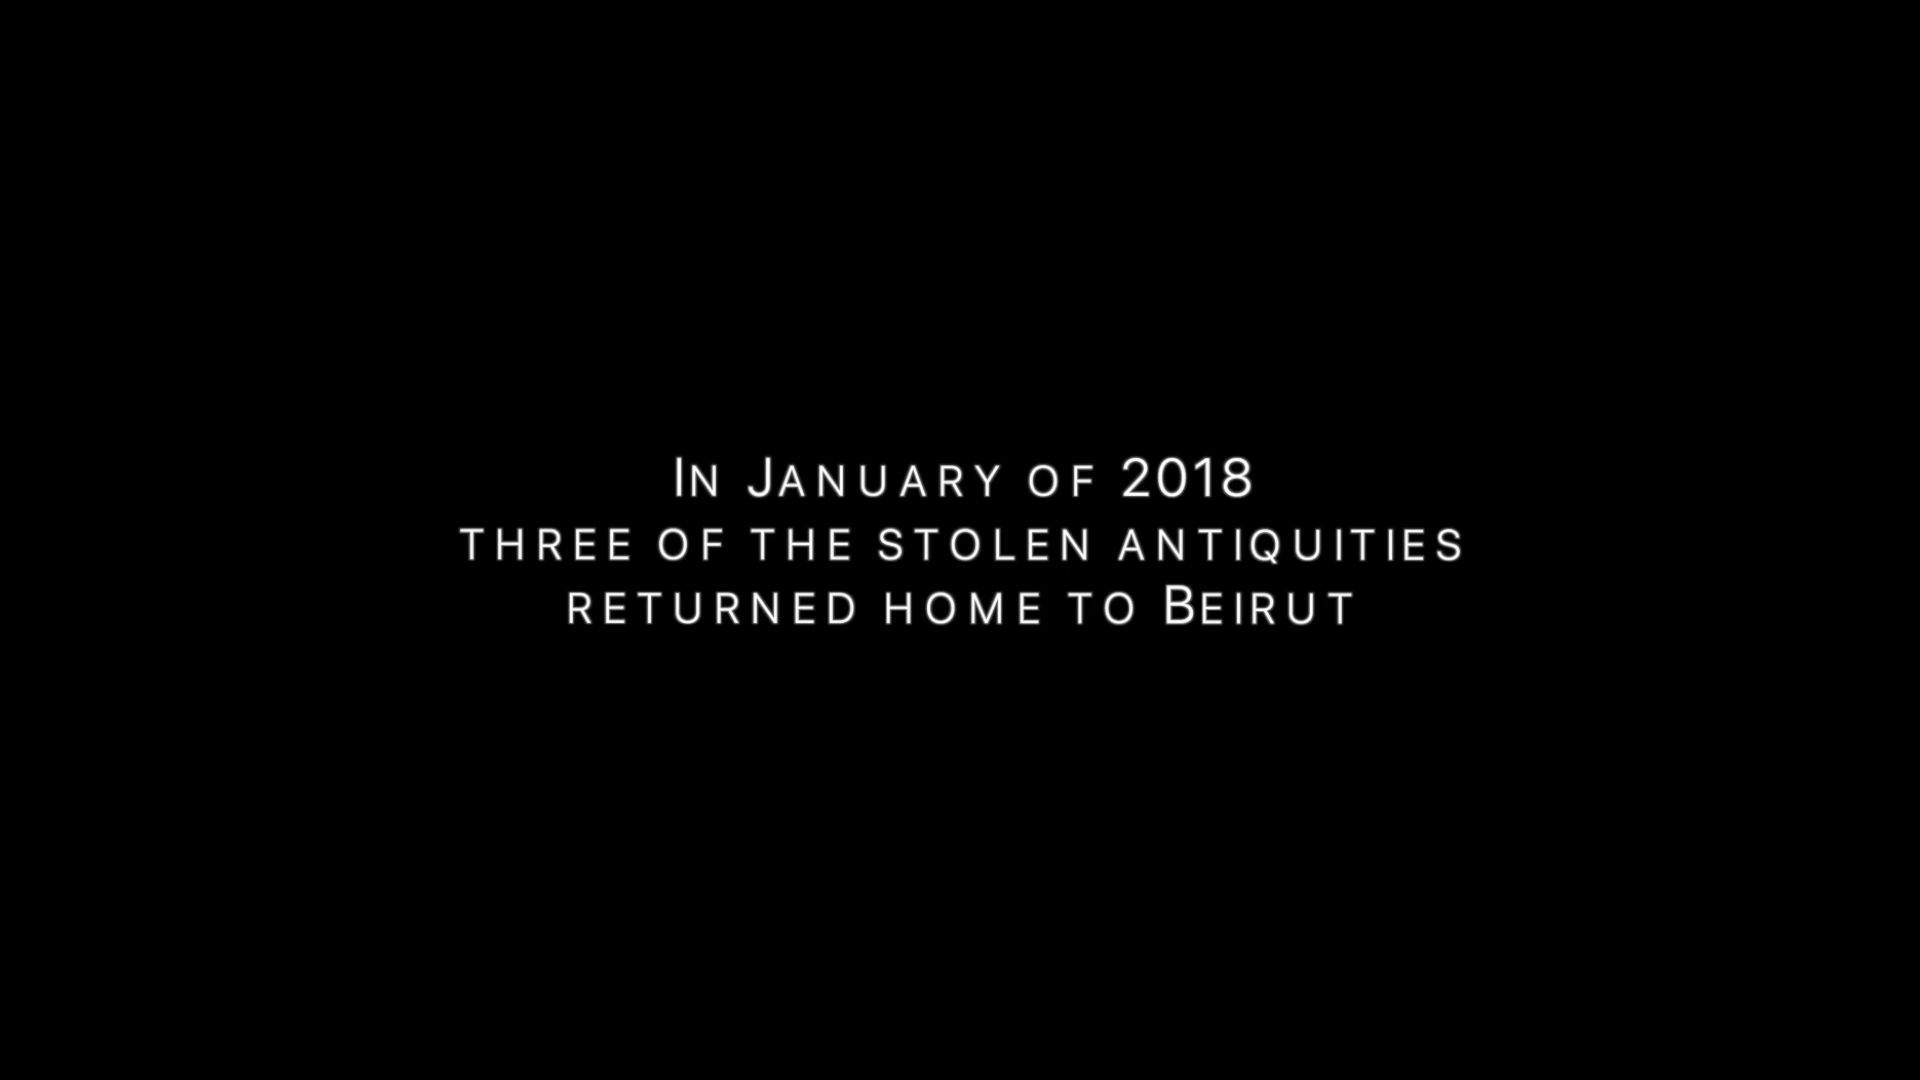 In January of 2018
three of the stolen antiquities
returned home to Beirut